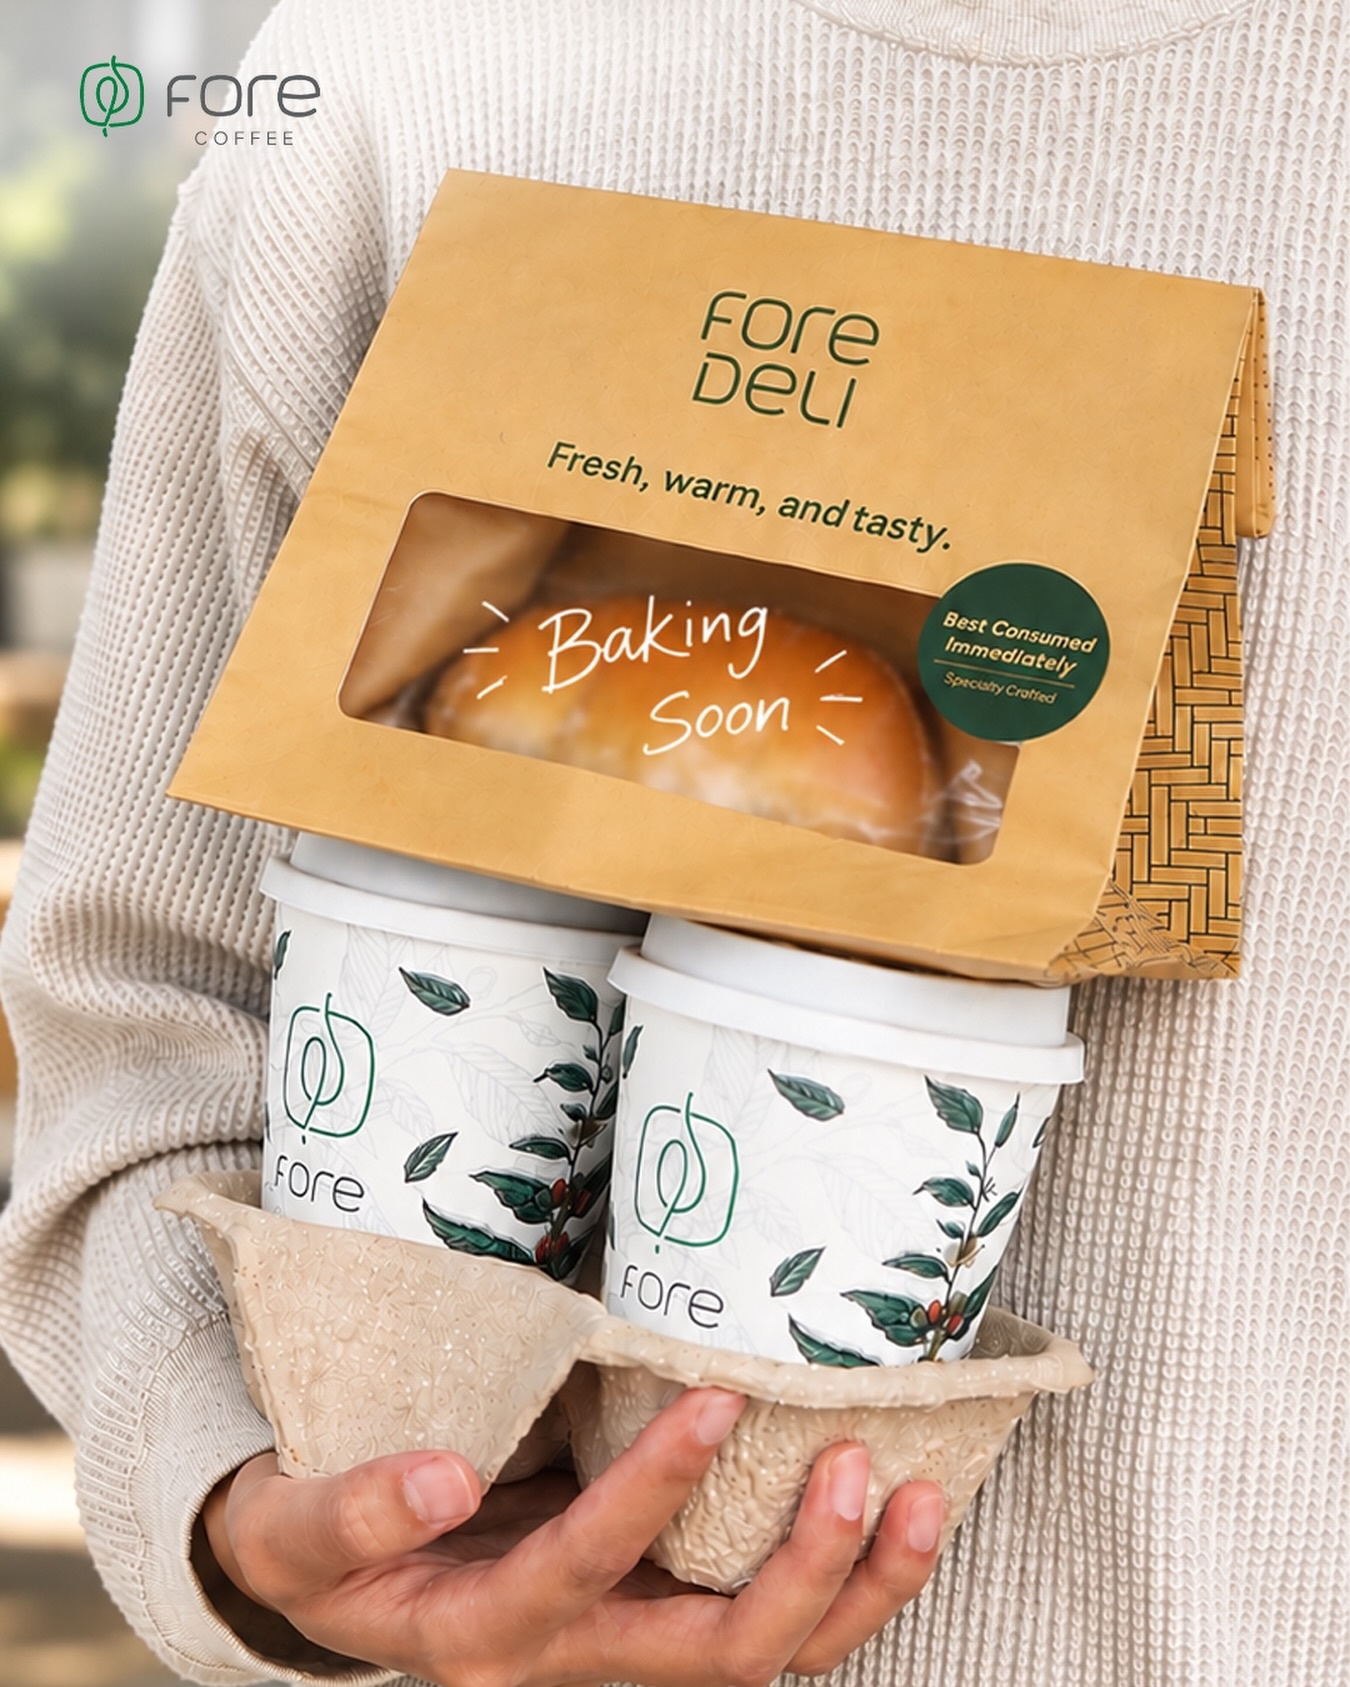 Fore
COFFEE
Fore
Deli
Fresh, warm, and tasty.
Baking
Soon
Best Consumed
Immediately
Specialty Crafted
Fore
Fore